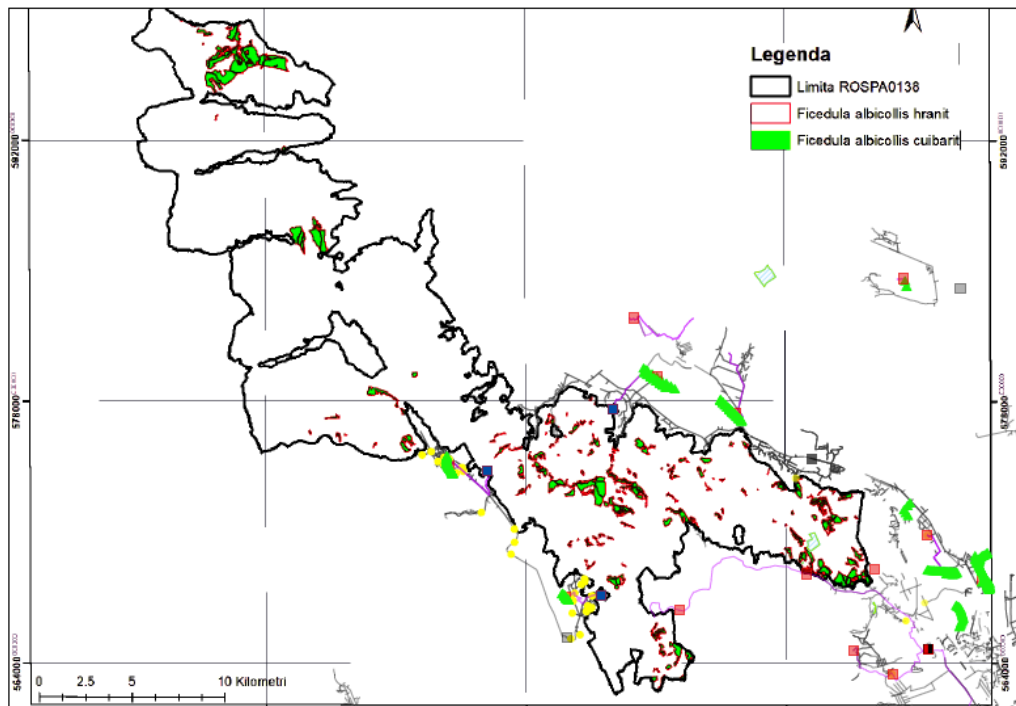 Legenda
Limita ROSPA0138
Ficedula albicollis hranit
Ficedula albicollis cuibarit
592000
592000
578000
578000
564000
564000
0 2.5 5 10 Kilometri